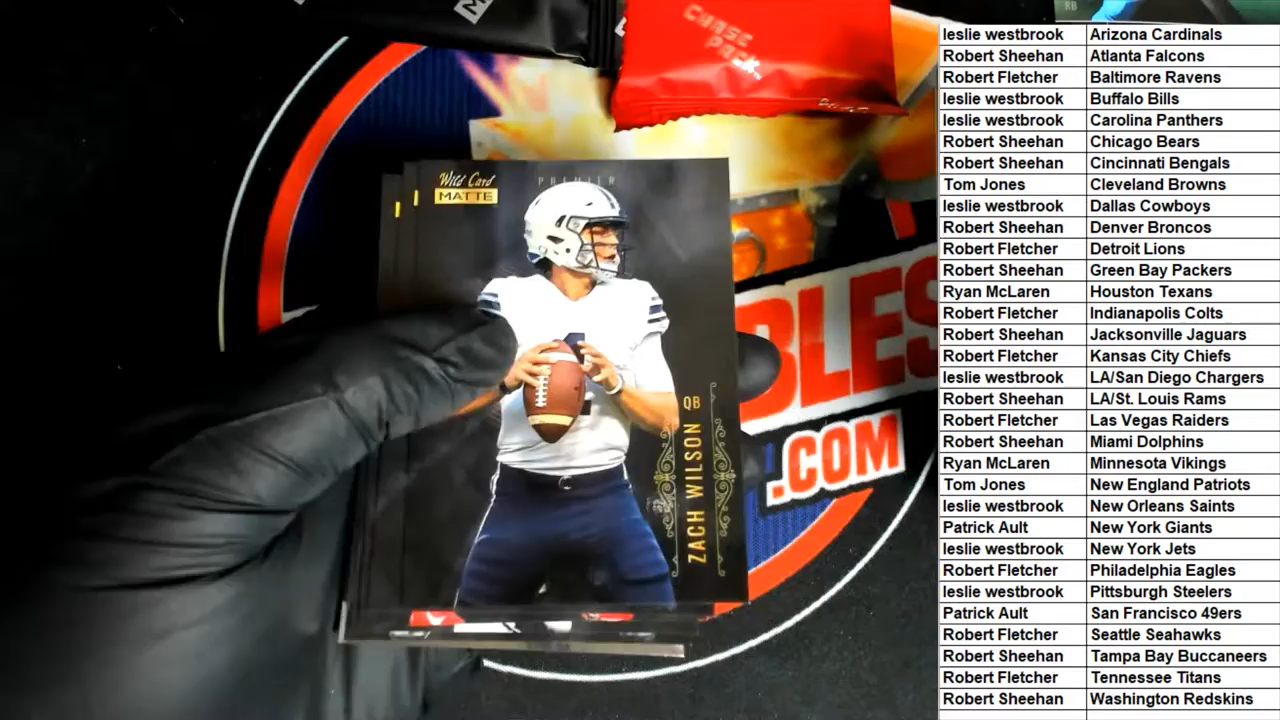 CHASE
PACK
RB
Wild Card
MATTE
PREMIER
QB
ZACH WILSON
BLES
.COM
leslie westbrook Arizona Cardinals
Robert Sheehan Atlanta Falcons
Robert Fletcher Baltimore Ravens
leslie westbrook Buffalo Bills
leslie westbrook Carolina Panthers
Robert Sheehan Chicago Bears
Robert Sheehan Cincinnati Bengals
Tom Jones Cleveland Browns
leslie westbrook Dallas Cowboys
Robert Sheehan Denver Broncos
Robert Fletcher Detroit Lions
Robert Sheehan Green Bay Packers
Ryan McLaren Houston Texans
Robert Fletcher Indianapolis Colts
Robert Sheehan Jacksonville Jaguars
Robert Fletcher Kansas City Chiefs
leslie westbrook LA/San Diego Chargers
Robert Sheehan LA/St. Louis Rams
Robert Fletcher Las Vegas Raiders
Robert Sheehan Miami Dolphins
Ryan McLaren Minnesota Vikings
Tom Jones New England Patriots
leslie westbrook New Orleans Saints
Patrick Ault New York Giants
leslie westbrook New York Jets
Robert Fletcher Philadelphia Eagles
leslie westbrook Pittsburgh Steelers
Patrick Ault San Francisco 49ers
Robert Fletcher Seattle Seahawks
Robert Sheehan Tampa Bay Buccaneers
Robert Fletcher Tennessee Titans
Robert Sheehan Washington Redskins